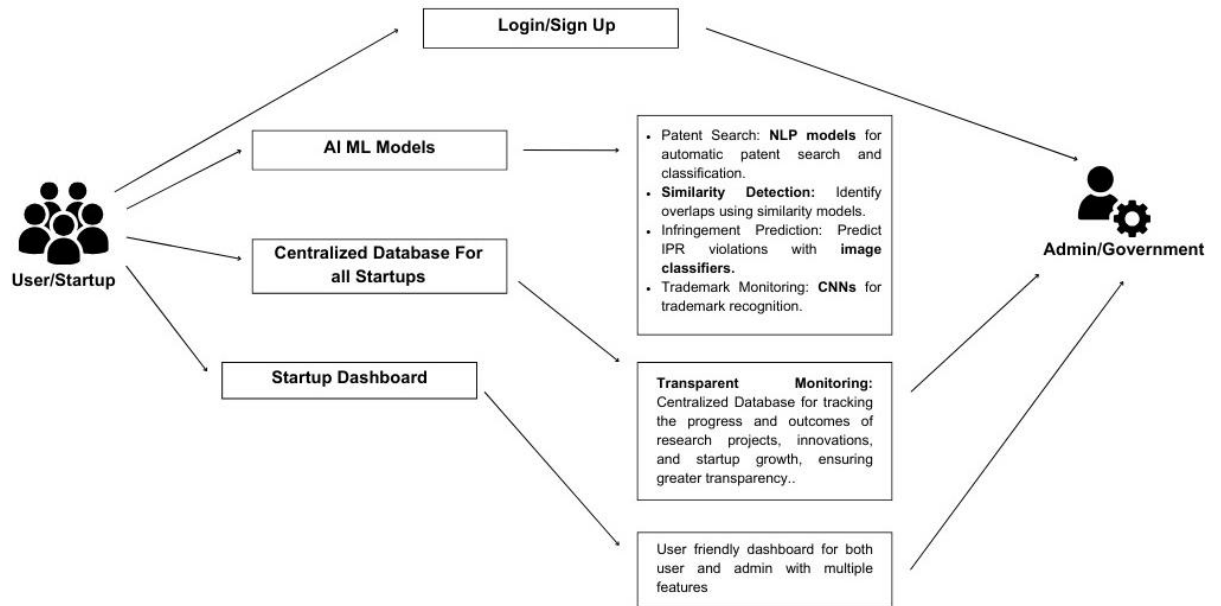 Login/Sign Up
AI ML Models
• Patent Search: NLP models for
automatic patent search and
classification.
• Similarity Detection: Identify
overlaps using similarity models.
• Infringement Prediction: Predict
IPR violations with image
classifiers.
• Trademark Monitoring: CNNs for
trademark recognition.
User/Startup
Admin/Government
Centralized Database For
all Startups
Startup Dashboard
Transparent Monitoring:
Centralized Database for tracking
the progress and outcomes of
research projects, innovations,
and startup growth, ensuring
greater transparency..
User friendly dashboard for both
user and admin with multiple
features